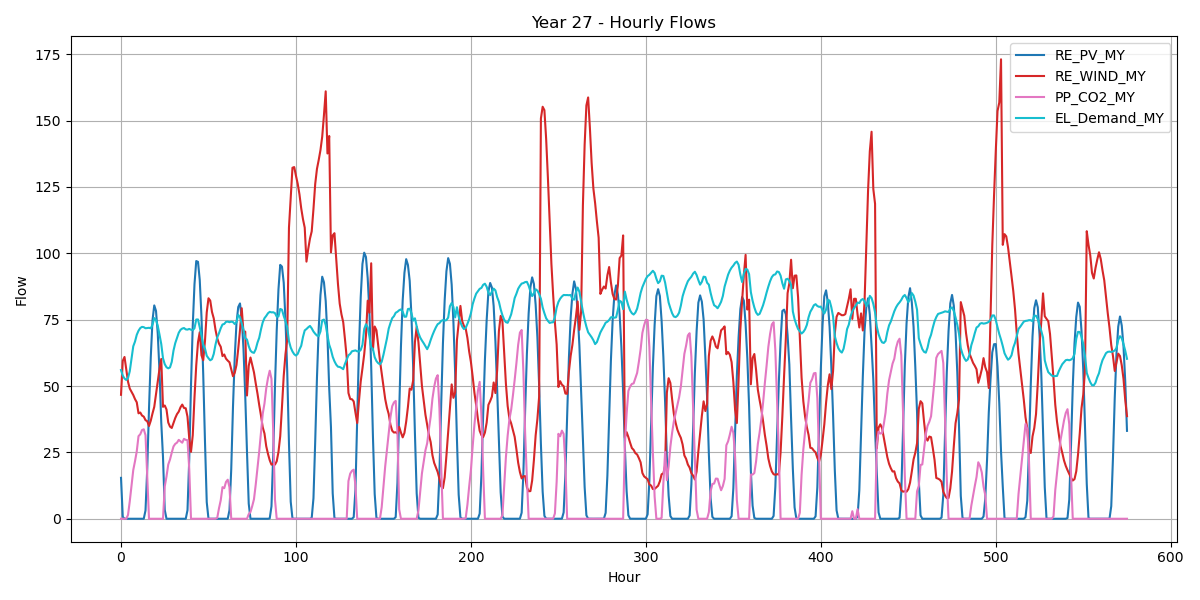 Year 27 - Hourly Flows
175
150
125
100
75
50
25
0
Flow
0 100 200 300 400 500 600
Hour
RE_PV_MY
RE_WIND_MY
PP_CO2_MY
EL_Demand_MY